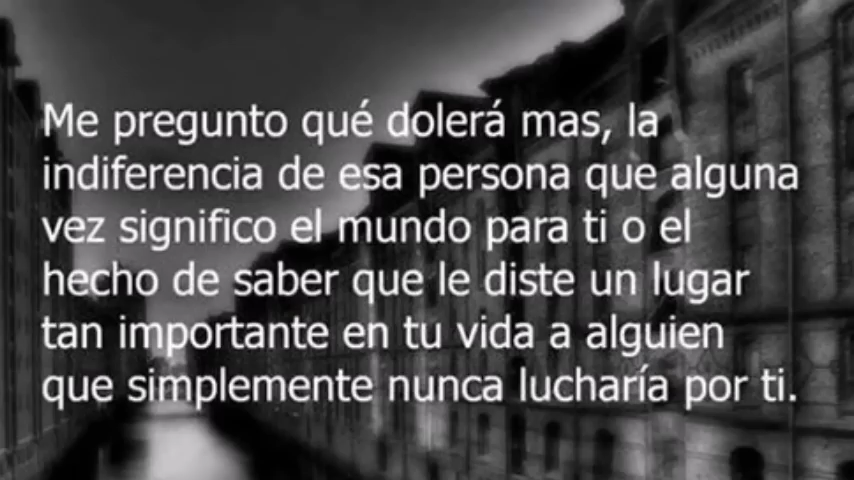 Me pregunto qué dolerá mas, la
indiferencia de esa persona que alguna
vez significo el mundo para ti o el
hecho de saber que le diste un lugar
tan importante en tu vida a alguien
que simplemente nunca lucharía por ti.